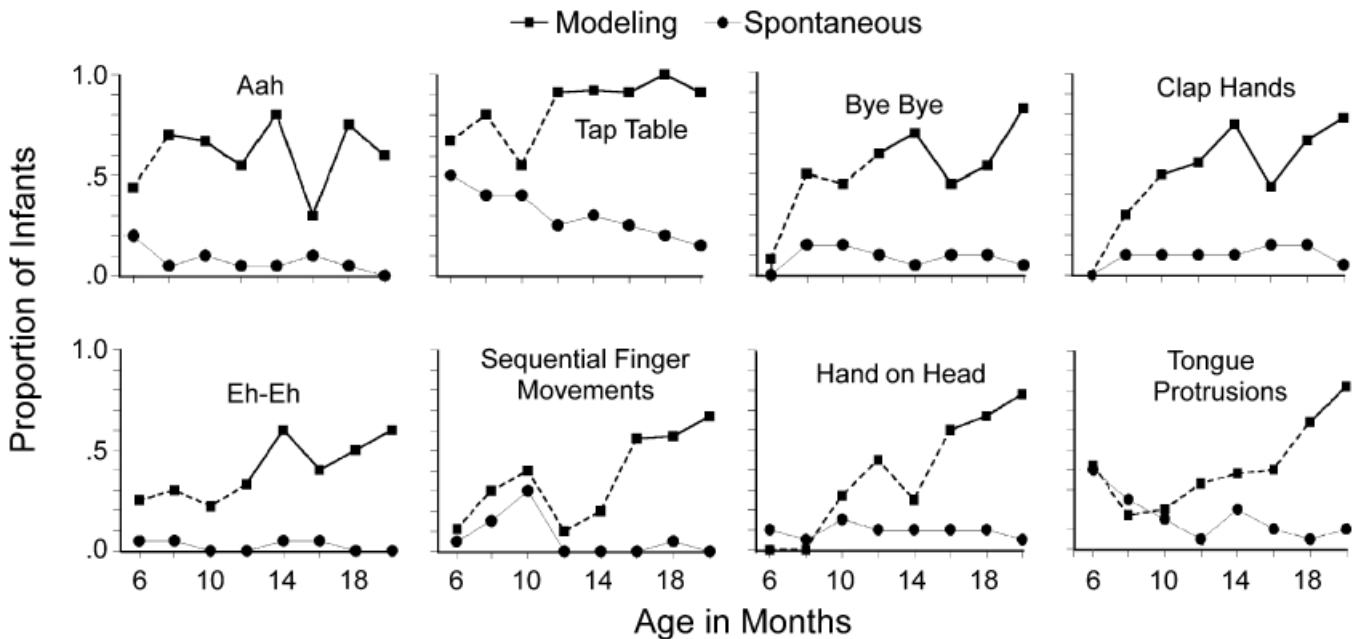 Modeling Spontaneous
1.0
.5
.0
Aah
Tap Table
Bye Bye
Clap Hands
Proportion of Infants
1.0
.5
.0
Eh-Eh
Sequential Finger
Movements
Hand on Head
Tongue
Protrusions
6 10 14 18 6 10 14 18 6 10 14 18 6 10 14 18
Age in Months